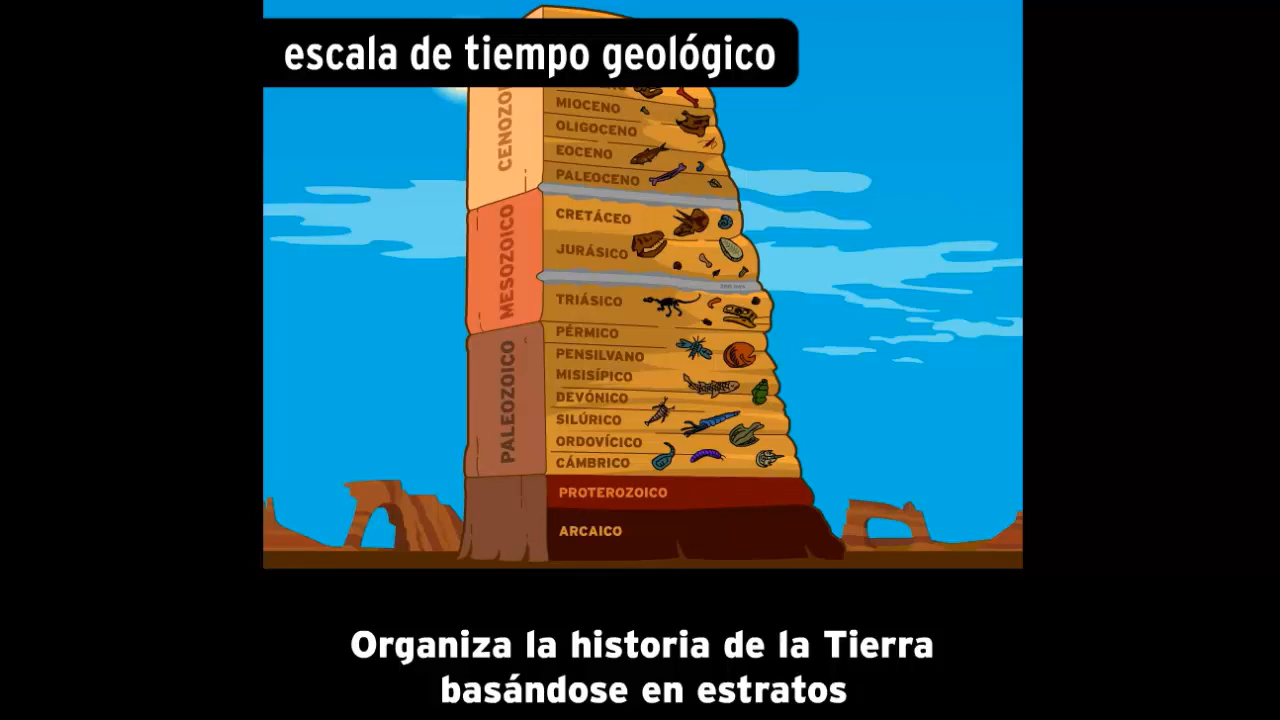 escala de tiempo geológico
MIOCENO
OLIGOCENO
EOCENO
PALEOCENO
CRETÁCEO
JURÁSICO
TRIÁSICO
PÉRMICO
PENSILVANO
MISISÍPICO
DEVÓNICO
SILÚRICO
ORDOVÍCICO
CÁMBRICO
PROTEROZOICO
ARCAICO
MESOZOICO
PALEOZOICO
Organiza la historia de la Tierra
basándose en estratos